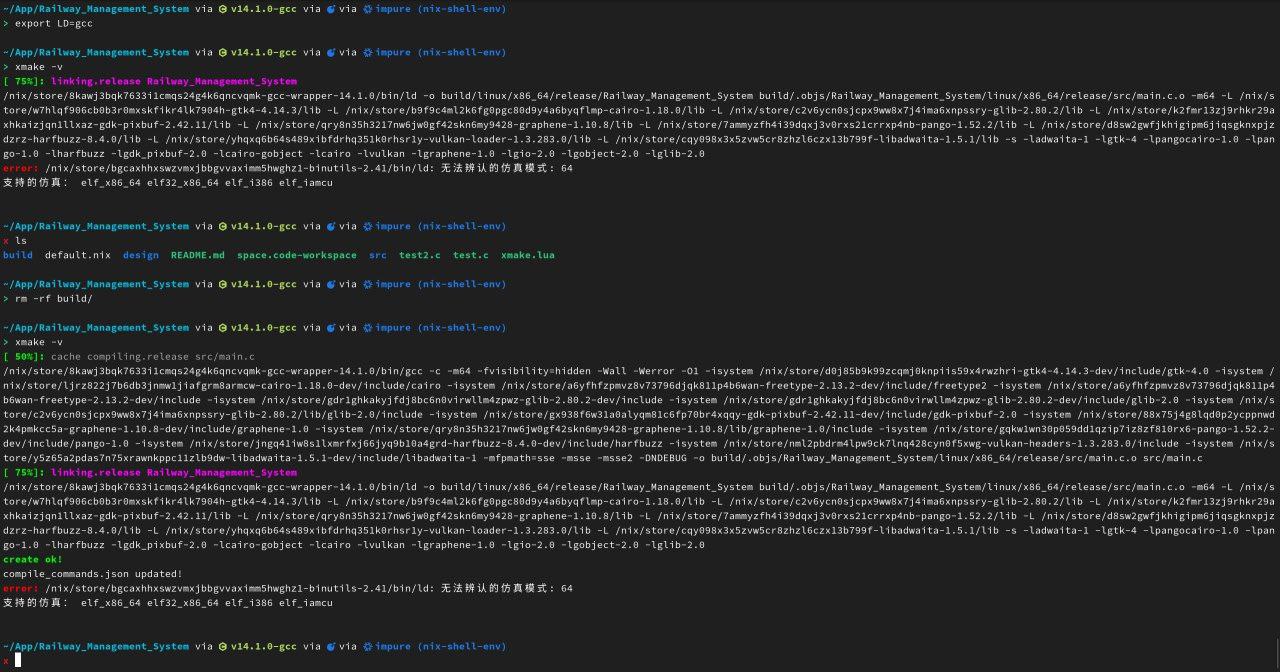 ~/App/Railway_Management_System via v14.1.0-gcc via via impure (nix-shell-env)
> export LD=gcc
~/App/Railway_Management_System via v14.1.0-gcc via via impure (nix-shell-env)
> xmake -v
[ 75%]: linking.release Railway_Management_System
/nix/store/8kawj3bqk7633i1cmqs24g4k6qncvqmk-gcc-wrapper-14.1.0/bin/ld -o build/linux/x86_64/release/Railway_Management_System build/.objs/Railway_Management_System/linux/x86_64/release/src/main.c.o -m64 -L /nix/s
tore/w7hlqf906cb0b3r0mxskfikr4lk7904h-gtk4-4.14.3/lib -L /nix/store/b9f9c4ml2k6fg0pgc80d9y4a6byqflmp-cairo-1.18.0/lib -L /nix/store/c2v6ycn0sjcpx9ww8x7j4ima6xnpssry-glib-2.80.2/lib -L /nix/store/k2fmr13zj9rhkr29a
xhkaizjqn1llxaz-gdk-pixbuf-2.42.11/lib -L /nix/store/qry8n35h3217nw6jw0gf42skn6my9428-graphene-1.10.8/lib -L /nix/store/7ammyzfh4i39dqxj3v0rxs21crrxp4nb-pango-1.52.2/lib -L /nix/store/d8sw2gwfjkhigipm6jiqsgknxpjz
dzrz-harfbuzz-8.4.0/lib -L /nix/store/yhqxq6b64s489xibfdrhq35lk0rhsr1y-vulkan-loader-1.3.283.0/lib -L /nix/store/cqy098x3x5zvw5cr8zhzl6czx13b799f-libadwaita-1.5.1/lib -s -ladwaita-1 -lgtk-4 -lpangocairo-1.0 -lpan
go-1.0 -lharfbuzz -lgdk_pixbuf-2.0 -lcairo-gobject -lcairo -lvulkan -lgraphene-1.0 -lgio-2.0 -lgobject-2.0 -lglib-2.0
error: /nix/store/bgcaxhhxswzvmxjbbgvvaximm5hwghz1-binutils-2.41/bin/ld: 无法辨认的仿真模式: 64
支持的仿真: elf_x86_64 elf32_x86_64 elf_i386 elf_iamcu
~/App/Railway_Management_System via v14.1.0-gcc via via impure (nix-shell-env)
x ls
build default.nix design README.md space.code-workspace src test2.c test.c xmake.lua
~/App/Railway_Management_System via v14.1.0-gcc via via impure (nix-shell-env)
> rm -rf build/
~/App/Railway_Management_System via v14.1.0-gcc via via impure (nix-shell-env)
> xmake -v
[ 50%]: cache compiling.release src/main.c
/nix/store/8kawj3bqk7633i1cmqs24g4k6qncvqmk-gcc-wrapper-14.1.0/bin/gcc -c -m64 -fvisibility=hidden -Wall -Werror -O1 -isystem /nix/store/d0j85b9k99zcqmj0knpiis59x4rwzhri-gtk4-4.14.3-dev/include/gtk-4.0 -isystem /
nix/store/ljrz822j7b6db3jnmw1jiafgrm8armcw-cairo-1.18.0-dev/include/cairo -isystem /nix/store/a6yfhfzpmvz8v73796djqk811p4b6wan-freetype-2.13.2-dev/include/freetype2 -isystem /nix/store/a6yfhfzpmvz8v73796djqk811p4
b6wan-freetype-2.13.2-dev/include -isystem /nix/store/gdr1ghkakyjfdj8bc6n0virwllm4zpwz-glib-2.80.2-dev/include -isystem /nix/store/gdr1ghkakyjfdj8bc6n0virwllm4zpwz-glib-2.80.2-dev/include/glib-2.0 -isystem /nix/
store/c2v6ycn0sjcpx9ww8x7j4ima6xnpssry-glib-2.80.2/lib/glib-2.0/include -isystem /nix/store/gx938f6w31a0alyqm81c6fp70br4xqqy-gdk-pixbuf-2.42.11-dev/include/gdk-pixbuf-2.0 -isystem /nix/store/88x75j4g8lqd0p2ycppnwd
2k4pmkcc5a-graphene-1.10.8-dev/include/graphene-1.0 -isystem /nix/store/qry8n35h3217nw6jw0gf42skn6my9428-graphene-1.10.8/lib/graphene-1.0/include -isystem /nix/store/gqkw1wn30p059dd1qzip7iz8zf810rx6-pango-1.52.2-
dev/include/pango-1.0 -isystem /nix/store/jngq41iw8s1lxmrfxj66jyq9b10a4grd-harfbuzz-8.4.0-dev/include/harfbuzz -isystem /nix/store/nml2pbdrm4lpw9ck7lnq428cyn0f5xwg-vulkan-headers-1.3.283.0/include -isystem /nix/s
tore/y5z65a2pdas7n75xrawnkppc11zlb9dw-libadwaita-1.5.1-dev/include/libadwaita-1 -mfpmath=sse -msse -msse2 -DNDEBUG -o build/.objs/Railway_Management_System/linux/x86_64/release/src/main.c.o src/main.c
[ 75%]: linking.release Railway_Management_System
/nix/store/8kawj3bqk7633i1cmqs24g4k6qncvqmk-gcc-wrapper-14.1.0/bin/ld -o build/linux/x86_64/release/Railway_Management_System build/.objs/Railway_Management_System/linux/x86_64/release/src/main.c.o -m64 -L /nix/s
tore/w7hlqf906cb0b3r0mxskfikr4lk7904h-gtk4-4.14.3/lib -L /nix/store/b9f9c4ml2k6fg0pgc80d9y4a6byqflmp-cairo-1.18.0/lib -L /nix/store/c2v6ycn0sjcpx9ww8x7j4ima6xnpssry-glib-2.80.2/lib -L /nix/store/k2fmr13zj9rhkr29a
xhkaizjqn1llxaz-gdk-pixbuf-2.42.11/lib -L /nix/store/qry8n35h3217nw6jw0gf42skn6my9428-graphene-1.10.8/lib -L /nix/store/7ammyzfh4i39dqxj3v0rxs21crrxp4nb-pango-1.52.2/lib -L /nix/store/d8sw2gwfjkhigipm6jiqsgknxpjz
dzrz-harfbuzz-8.4.0/lib -L /nix/store/yhqxq6b64s489xibfdrhq35lk0rhsr1y-vulkan-loader-1.3.283.0/lib -L /nix/store/cqy098x3x5zvw5cr8zhzl6czx13b799f-libadwaita-1.5.1/lib -s -ladwaita-1 -lgtk-4 -lpangocairo-1.0 -lpan
go-1.0 -lharfbuzz -lgdk_pixbuf-2.0 -lcairo-gobject -lcairo -lvulkan -lgraphene-1.0 -lgio-2.0 -lgobject-2.0 -lglib-2.0
create ok!
compile_commands.json updated!
error: /nix/store/bgcaxhhxswzvmxjbbgvvaximm5hwghz1-binutils-2.41/bin/ld: 无法辨认的仿真模式: 64
支持的仿真: elf_x86_64 elf32_x86_64 elf_i386 elf_iamcu
~/App/Railway_Management_System via v14.1.0-gcc via via impure (nix-shell-env)
x